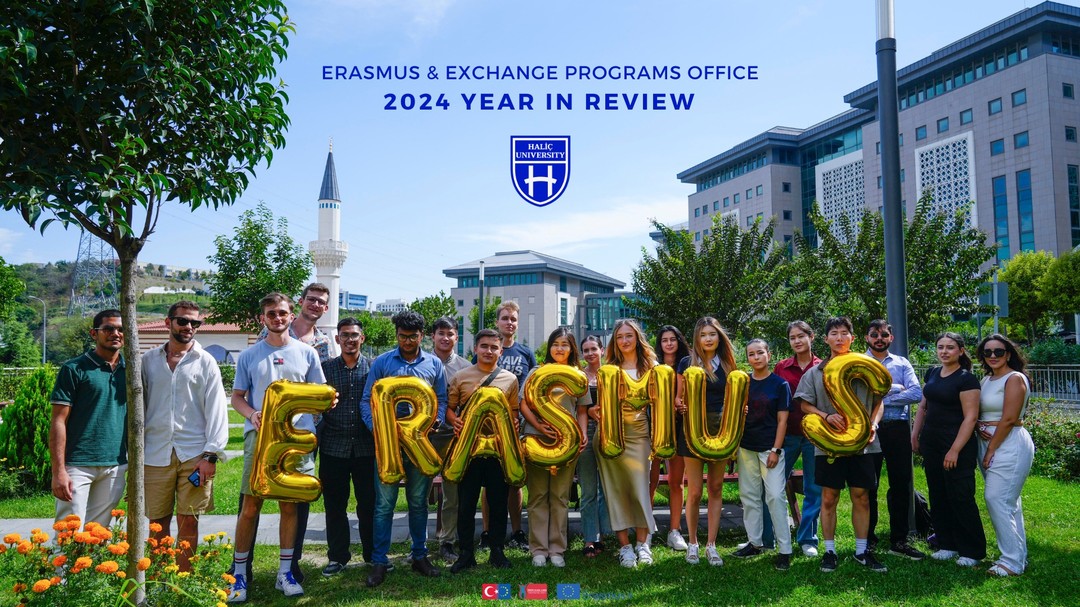 ERASMUS & EXCHANGE PROGRAMS OFFICE
2024 YEAR IN REVIEW
HALİÇ
UNIVERSITY
H
ERASMUS